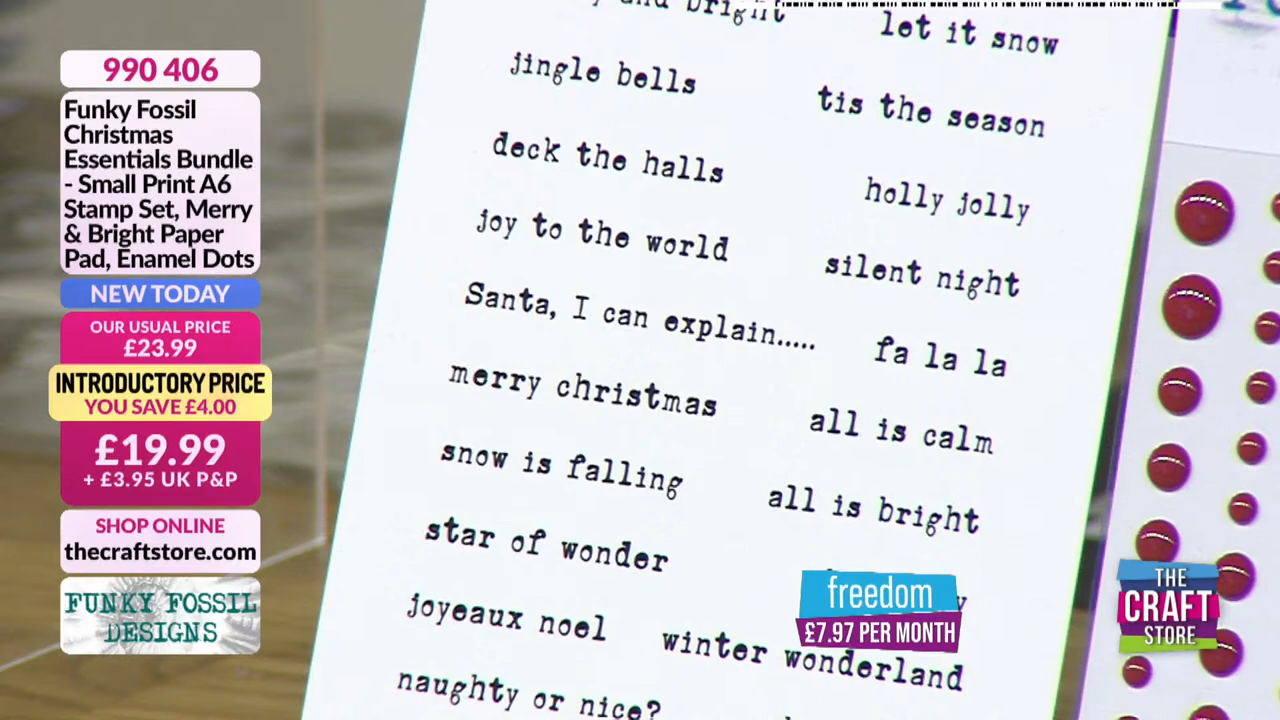 990 406
Funky Fossil
Christmas
Essentials Bundle
- Small Print A6
Stamp Set, Merry
& Bright Paper
Pad, Enamel Dots
NEW TODAY
OUR USUAL PRICE
£23.99
INTRODUCTORY PRICE
YOU SAVE £4.00
£19.99
+ £3.95 UK P&P
SHOP ONLINE
thecraftstore.com
FUNKY FOSSIL
DESIGNS
and bright
let it snow
jingle bells
tis the season
deck the halls
holly jolly
joy to the world
silent night
Santa, I can explain.....
fa la la
merry christmas
all is calm
snow is falling
all is bright
star of wonder
joyeaux noel
winter wonderland
naughty or nice?
freedom
£7.97 PER MONTH
THE
CRAFT
STORE